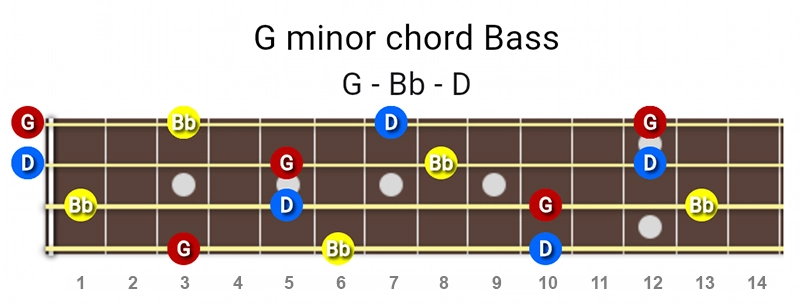 G minor chord Bass
G - Bb - D
G Bb D G
D G Bb D
Bb D G Bb
G Bb D
1 2 3 4 5 6 7 8 9 10 11 12 13 14